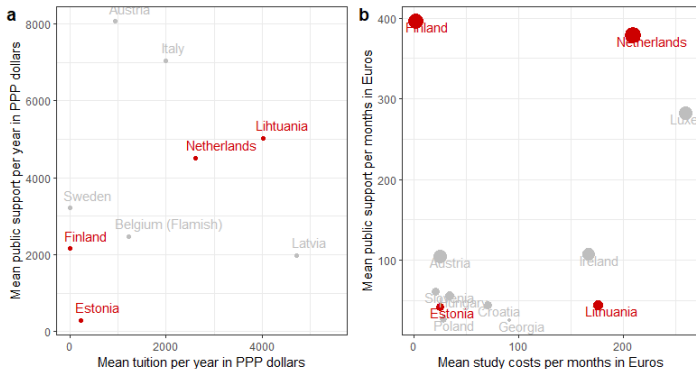 a
Mean public support per year in PPP dollars
8000
6000
4000
2000
0
Austria
Italy
Lihtuania
Netherlands
Sweden
Belgium (Flamish)
Finland
Latvia
Estonia
0
2000
4000
Mean tuition per year in PPP dollars
b
Mean public support per months in Euros
400
300
200
100
Finland
Netherlands
Luxe
Austria
Ireland
Slovenia
Hungary
Estonia
Croatia
Lithuania
Poland
Georgia
0
100
200
Mean study costs per months in Euros